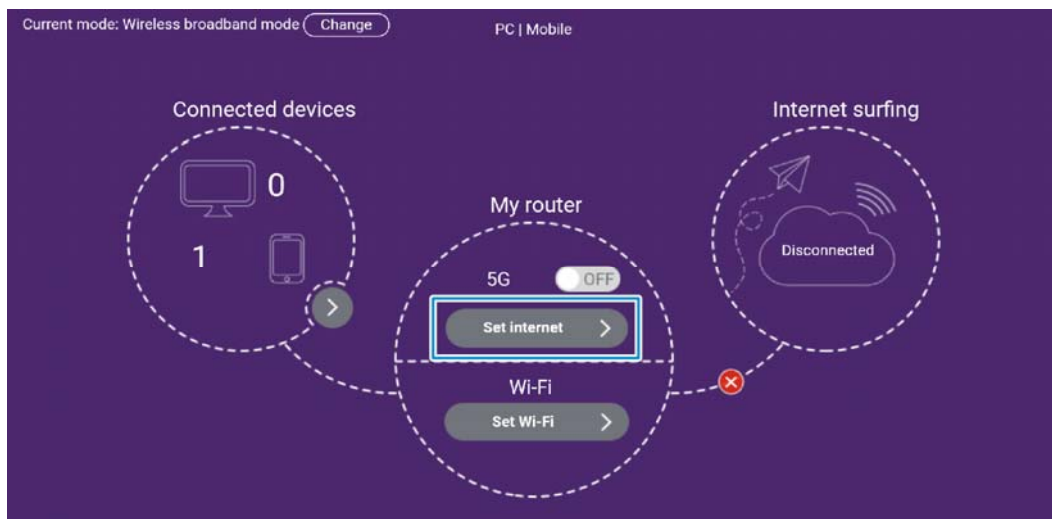 Current mode: Wireless broadband mode Change
PC | Mobile
Connected devices
0
1
My router
5G OFF
Set internet
Wi-Fi
Set Wi-Fi
Internet surfing
Disconnected